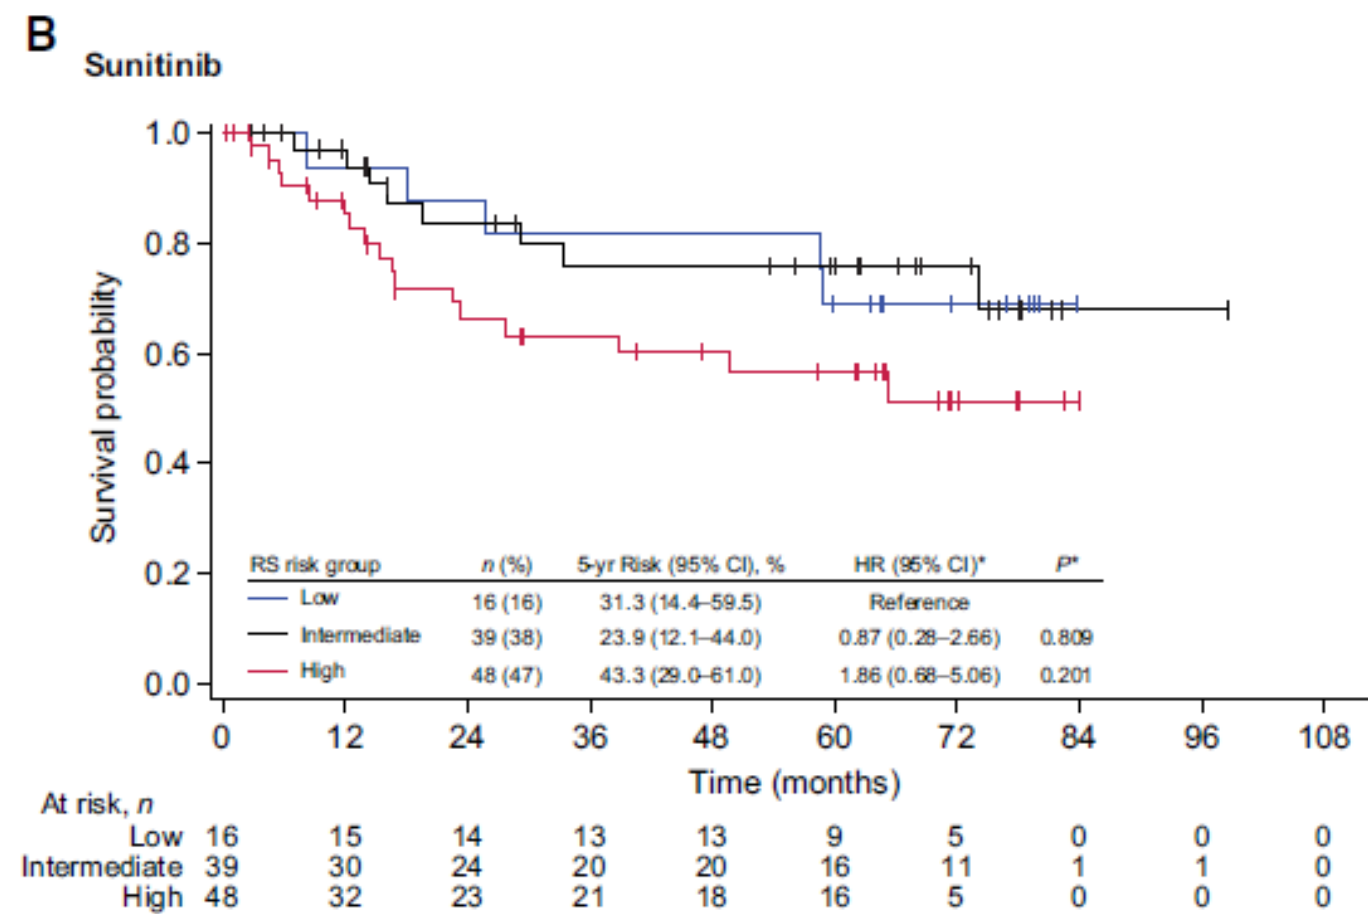 B
Sunitinib
1.0
0.8
0.6
0.4
0.2
0.0
Survival probability
RS risk group n (%) 5-yr Risk (95% CI), % HR (95% CI)* P*
Low 16 (16) 31.3 (14.4–59.5) Reference
Intermediate 39 (38) 23.9 (12.1–44.0) 0.87 (0.28–2.66) 0.809
High 48 (47) 43.3 (29.0–61.0) 1.86 (0.68–5.06) 0.201
0 12 24 36 48 60 72 84 96 108
Time (months)
At risk, n
Low 16 15 14 13 13 9 5 0 0 0
Intermediate 39 30 24 20 20 16 11 1 1 0
High 48 32 23 21 18 16 5 0 0 0